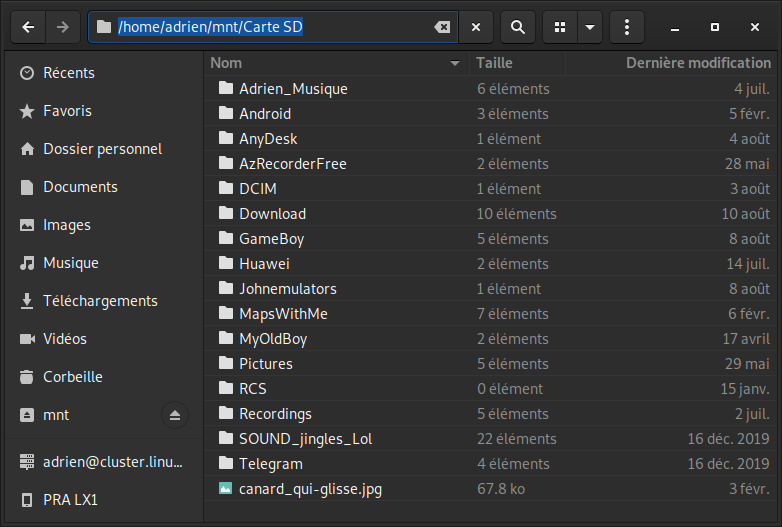 /home/adrien/mnt/Carte SD
Récents
Favoris
Dossier personnel
Documents
Images
Musique
Téléchargements
Vidéos
Corbeille
mnt
adrien@cluster.linu...
PRA LX1
Nom Taille Dernière modification
Adrien_Musique 6 éléments 4 juil.
Android 3 éléments 5 févr.
AnyDesk 1 élément 4 août
AzRecorderFree 2 éléments 28 mai
DCIM 1 élément 3 août
Download 10 éléments 10 août
GameBoy 5 éléments 8 août
Huawei 2 éléments 14 juil.
Johnemulators 1 élément 8 août
MapsWithMe 7 éléments 6 févr.
MyOldBoy 2 éléments 17 avril
Pictures 5 éléments 29 mai
RCS 0 élément 15 janv.
Recordings 5 éléments 2 juil.
SOUND_jingles_Lol 22 éléments 16 déc. 2019
Telegram 4 éléments 16 déc. 2019
canard_qui-glisse.jpg 67.8 ko 3 févr.